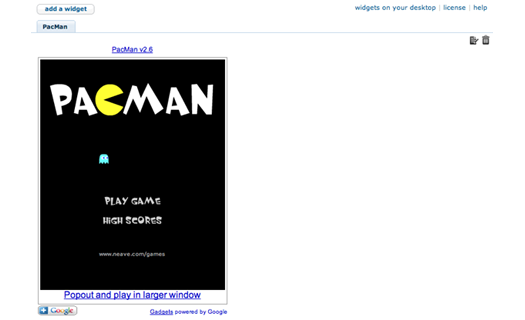 add a widget
widgets on your desktop | license | help
PacMan
PacMan v2.6
PACMAN
PLAY GAME
HIGH SCORES
www.neave.com/games
Popout and play in larger window
Google
Gadgets powered by Google